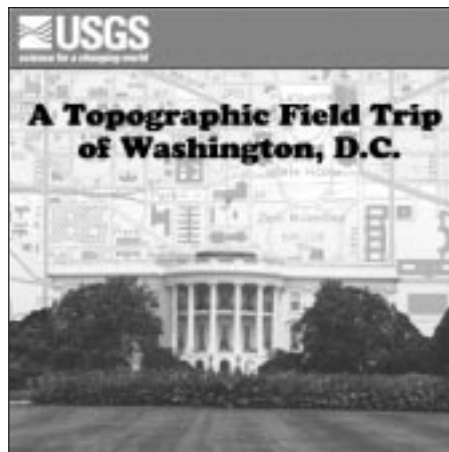 USGS
science for a changing world
A Topographic Field Trip
of Washington, D.C.